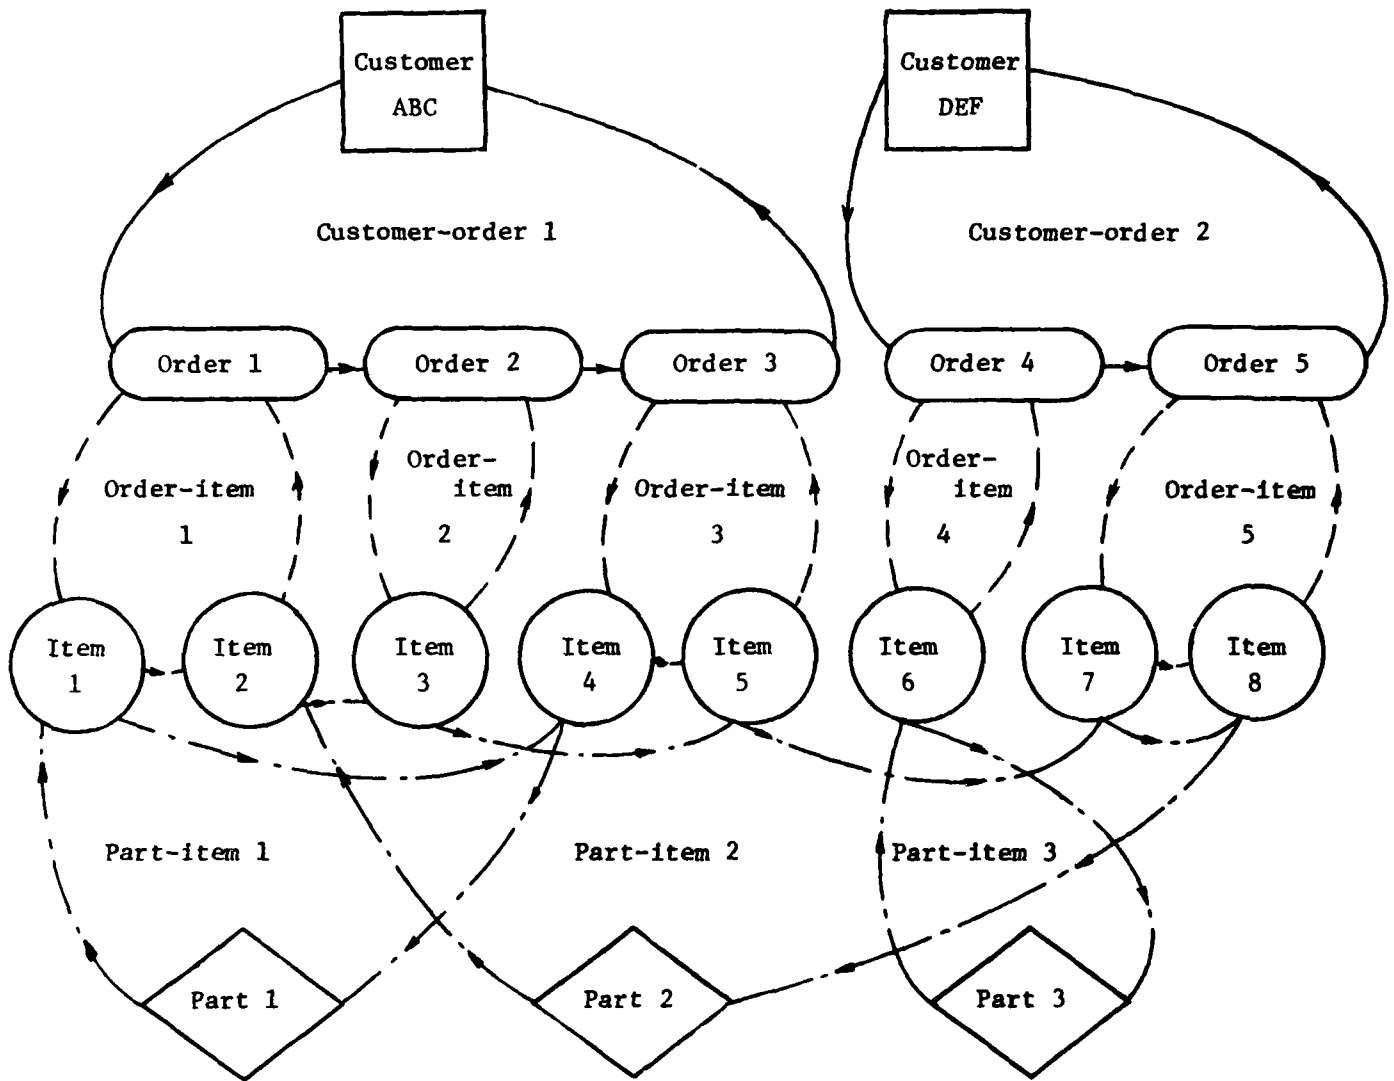 Customer
ABC
Customer
DEF
Customer-order 1
Customer-order 2
Order 1
Order 2
Order 3
Order 4
Order 5
Order-item
1
Order-
item
2
Order-item
3
Order-
item
4
Order-item
5
Item
1
Item
2
Item
3
Item
4
Item
5
Item
6
Item
7
Item
8
Part-item 1
Part-item 2
Part-item 3
Part 1
Part 2
Part 3